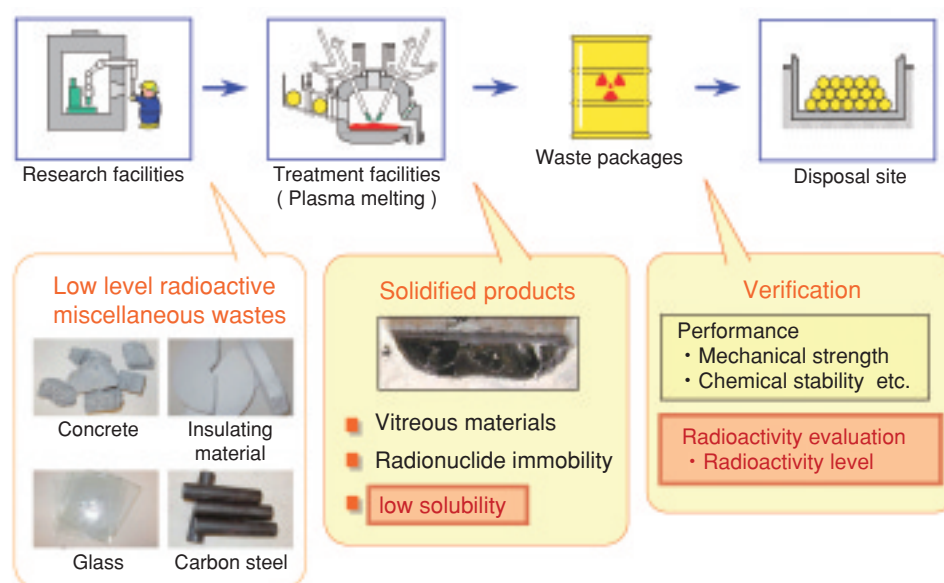 Research facilities
Treatment facilities
( Plasma melting )
Waste packages
Disposal site
Low level radioactive
miscellaneous wastes
Concrete
Insulating
material
Glass
Carbon steel
Solidified products
Vitreous materials
Radionuclide immobility
low solubility
Verification
Performance
・Mechanical strength
・Chemical stability etc.
Radioactivity evaluation
・Radioactivity level